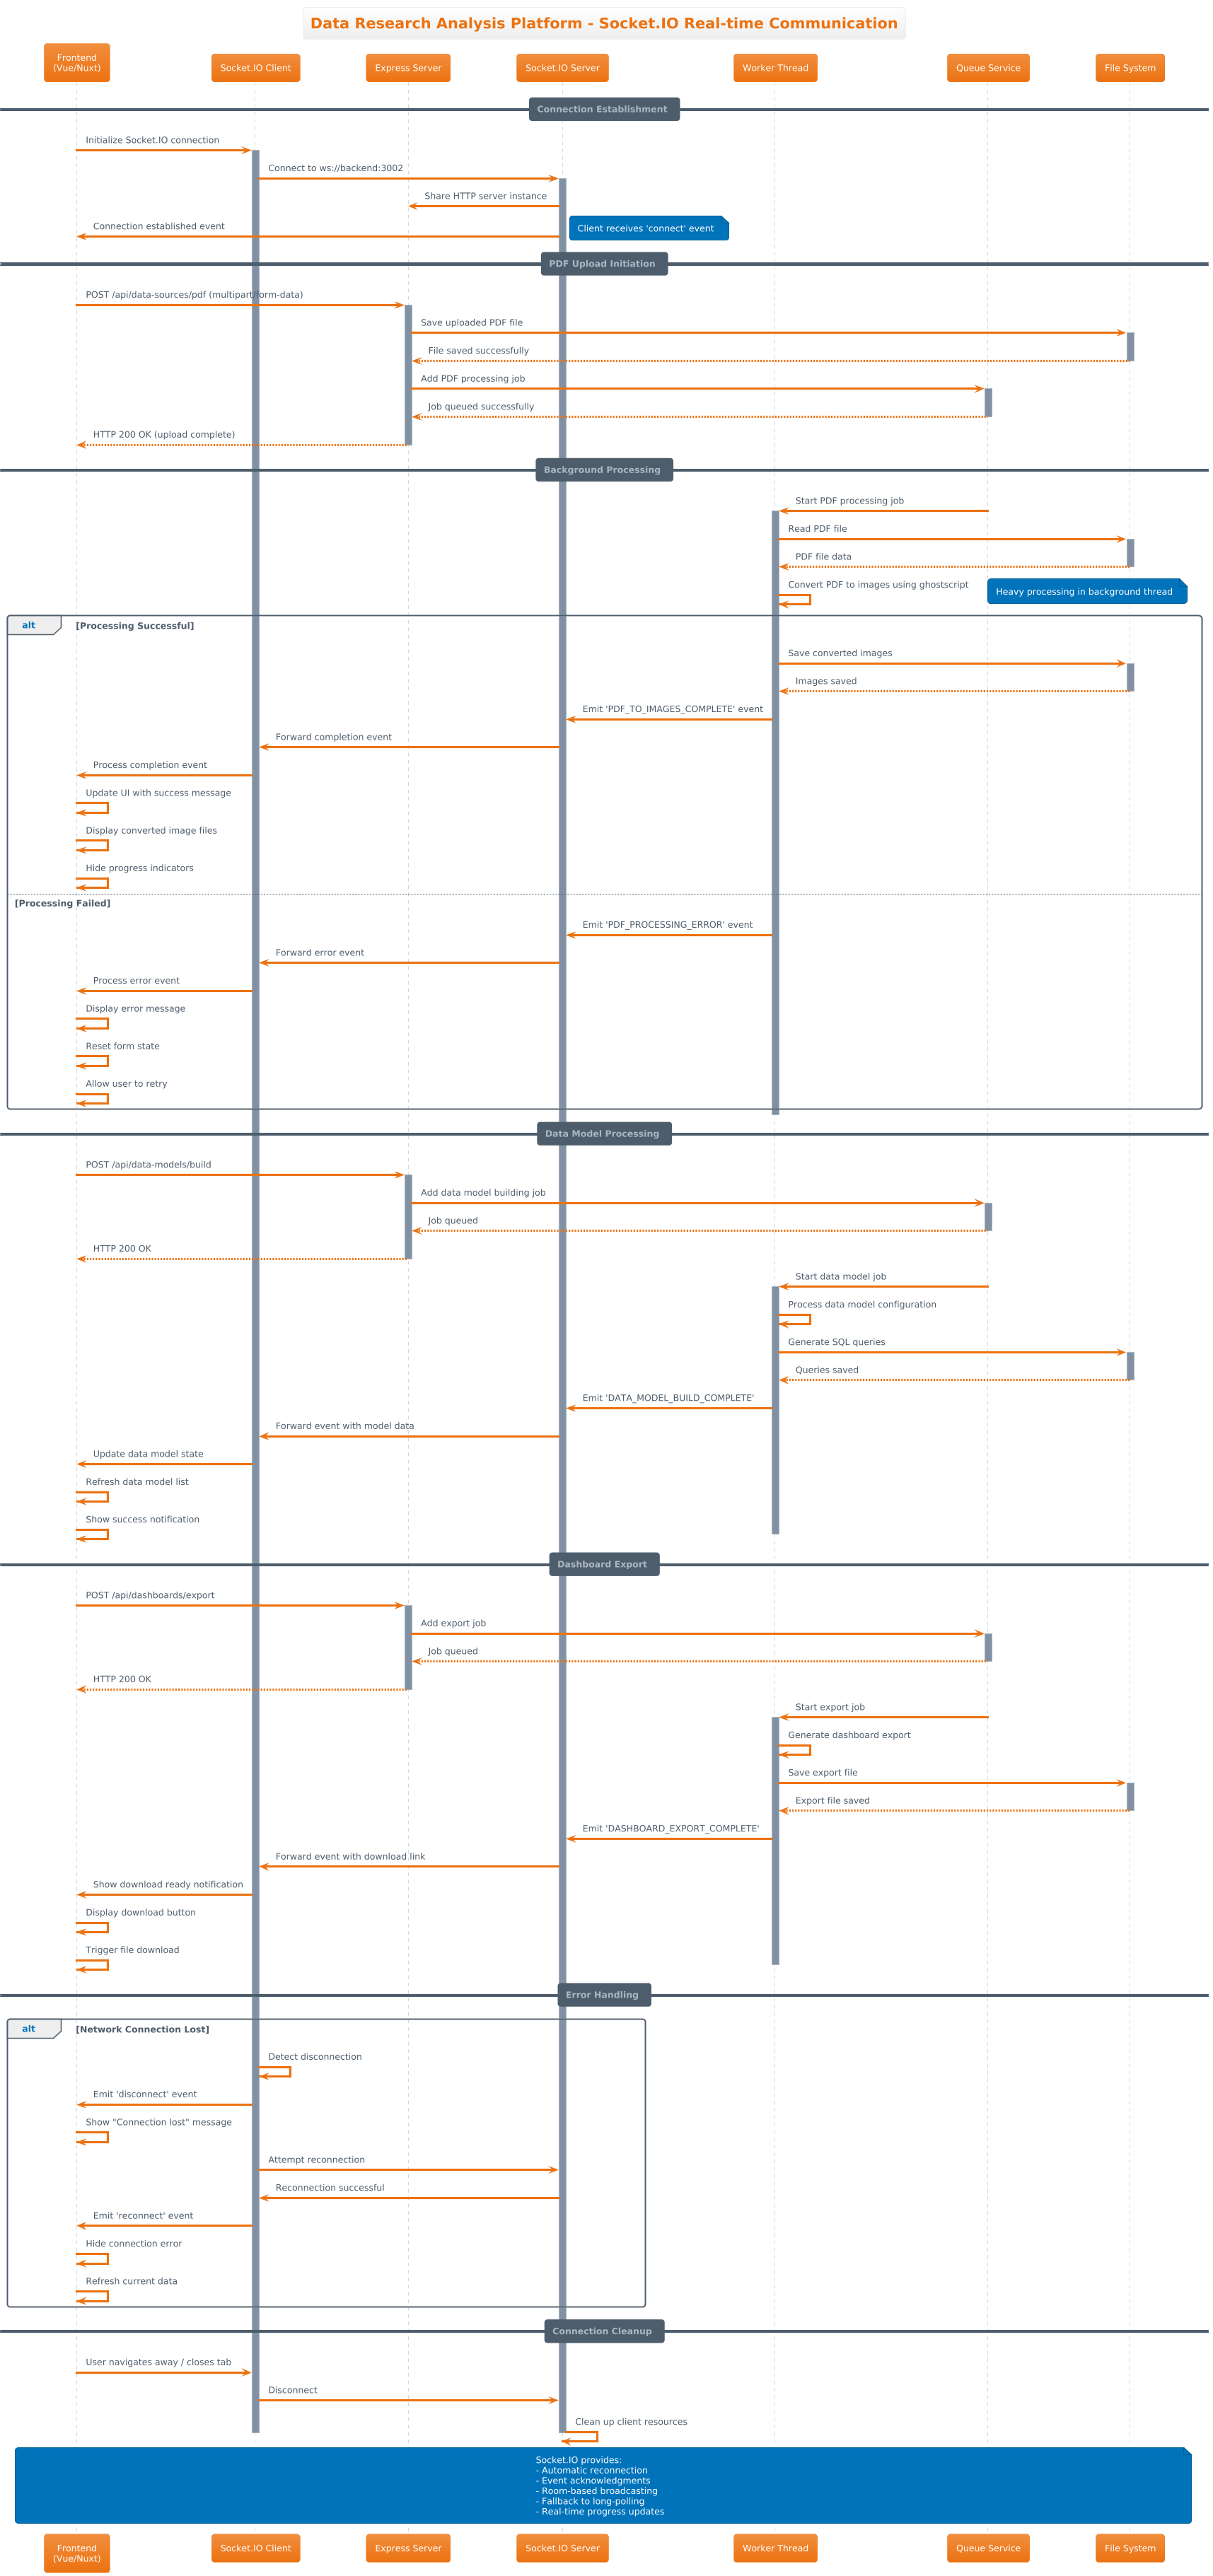 Data Research Analysis Platform - Socket.IO Real-time Communication
Frontend
(Vue/Nuxt)
Socket.IO Client
Express Server
Socket.IO Server
Worker Thread
Queue Service
File System
Connection Establishment
Initialize Socket.IO connection
Connect to ws://backend:3002
Share HTTP server instance
Connection established event
Client receives 'connect' event
PDF Upload Initiation
POST /api/data-sources/pdf (multipart/form-data)
Save uploaded PDF file
File saved successfully
Add PDF processing job
Job queued successfully
HTTP 200 OK (upload complete)
Background Processing
Start PDF processing job
Read PDF file
PDF file data
Convert PDF to images using ghostscript
Heavy processing in background thread
alt
[Processing Successful]
Save converted images
Images saved
Emit 'PDF_TO_IMAGES_COMPLETE' event
Forward completion event
Process completion event
Update UI with success message
Display converted image files
Hide progress indicators
[Processing Failed]
Emit 'PDF_PROCESSING_ERROR' event
Forward error event
Process error event
Display error message
Reset form state
Allow user to retry
Data Model Processing
POST /api/data-models/build
Add data model building job
Job queued
HTTP 200 OK
Start data model job
Process data model configuration
Generate SQL queries
Queries saved
Emit 'DATA_MODEL_BUILD_COMPLETE'
Forward event with model data
Update data model state
Refresh data model list
Show success notification
Dashboard Export
POST /api/dashboards/export
Add export job
Job queued
HTTP 200 OK
Start export job
Generate dashboard export
Save export file
Export file saved
Emit 'DASHBOARD_EXPORT_COMPLETE'
Forward event with download link
Show download ready notification
Display download button
Trigger file download
Error Handling
alt
[Network Connection Lost]
Detect disconnection
Emit 'disconnect' event
Show "Connection lost" message
Attempt reconnection
Reconnection successful
Emit 'reconnect' event
Hide connection error
Refresh current data
Connection Cleanup
User navigates away / closes tab
Disconnect
Clean up client resources
Socket.IO provides:
- Automatic reconnection
- Event acknowledgments
- Room-based broadcasting
- Fallback to long-polling
- Real-time progress updates
Frontend
(Vue/Nuxt)
Socket.IO Client
Express Server
Socket.IO Server
Worker Thread
Queue Service
File System